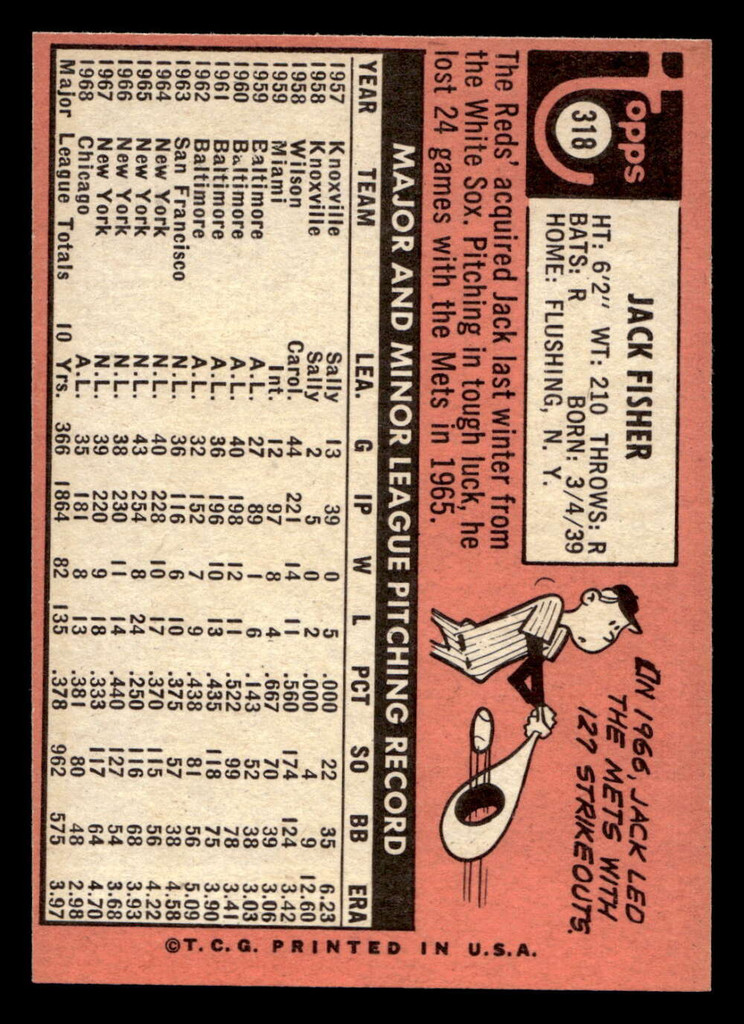 Topps
318
JACK FISHER
HT: 6'2" WT: 210 THROWS: R
BATS: R BORN: 3/4/39
HOME: FLUSHING, N. Y.
The Reds' acquired Jack last winter from
the White Sox. Pitching in tough luck, he
lost 24 games with the Mets in 1965.
IN 1966, JACK LED
THE METS WITH
127 STRIKEOUTS.
MAJOR AND MINOR LEAGUE PITCHING RECORD
YEAR TEAM LEA. G IP W L PCT SO BB ERA
1957 Knoxville Sally 13 39 0 5 .000 22 35 6.23
1958 Knoxville Sally 2 5 0 2 .000 4 9 12.60
1958 Wilson Carol. 44 221 14 11 .560 174 124 3.42
1959 Miami Int. 12 97 8 4 .667 70 39 3.06
1959 Baltimore A.L. 27 89 1 6 .143 52 38 3.03
1960 Baltimore A.L. 40 198 12 11 .522 99 78 3.41
1961 Baltimore A.L. 36 196 10 13 .435 118 75 3.90
1962 Baltimore A.L. 32 152 7 9 .438 81 56 5.09
1963 San Francisco N.L. 36 116 6 10 .375 57 38 4.58
1964 New York N.L. 40 228 10 17 .370 115 56 4.22
1965 New York N.L. 43 254 8 24 .250 116 68 3.93
1966 New York N.L. 38 230 11 14 .440 127 54 3.68
1967 New York N.L. 39 220 9 18 .333 117 64 4.70
1968 Chicago A.L. 35 181 8 13 .381 80 48 2.98
Major League Totals 10 Yrs. 366 1864 82 135 .378 962 575 3.97
©T.C.G. PRINTED IN U.S.A.